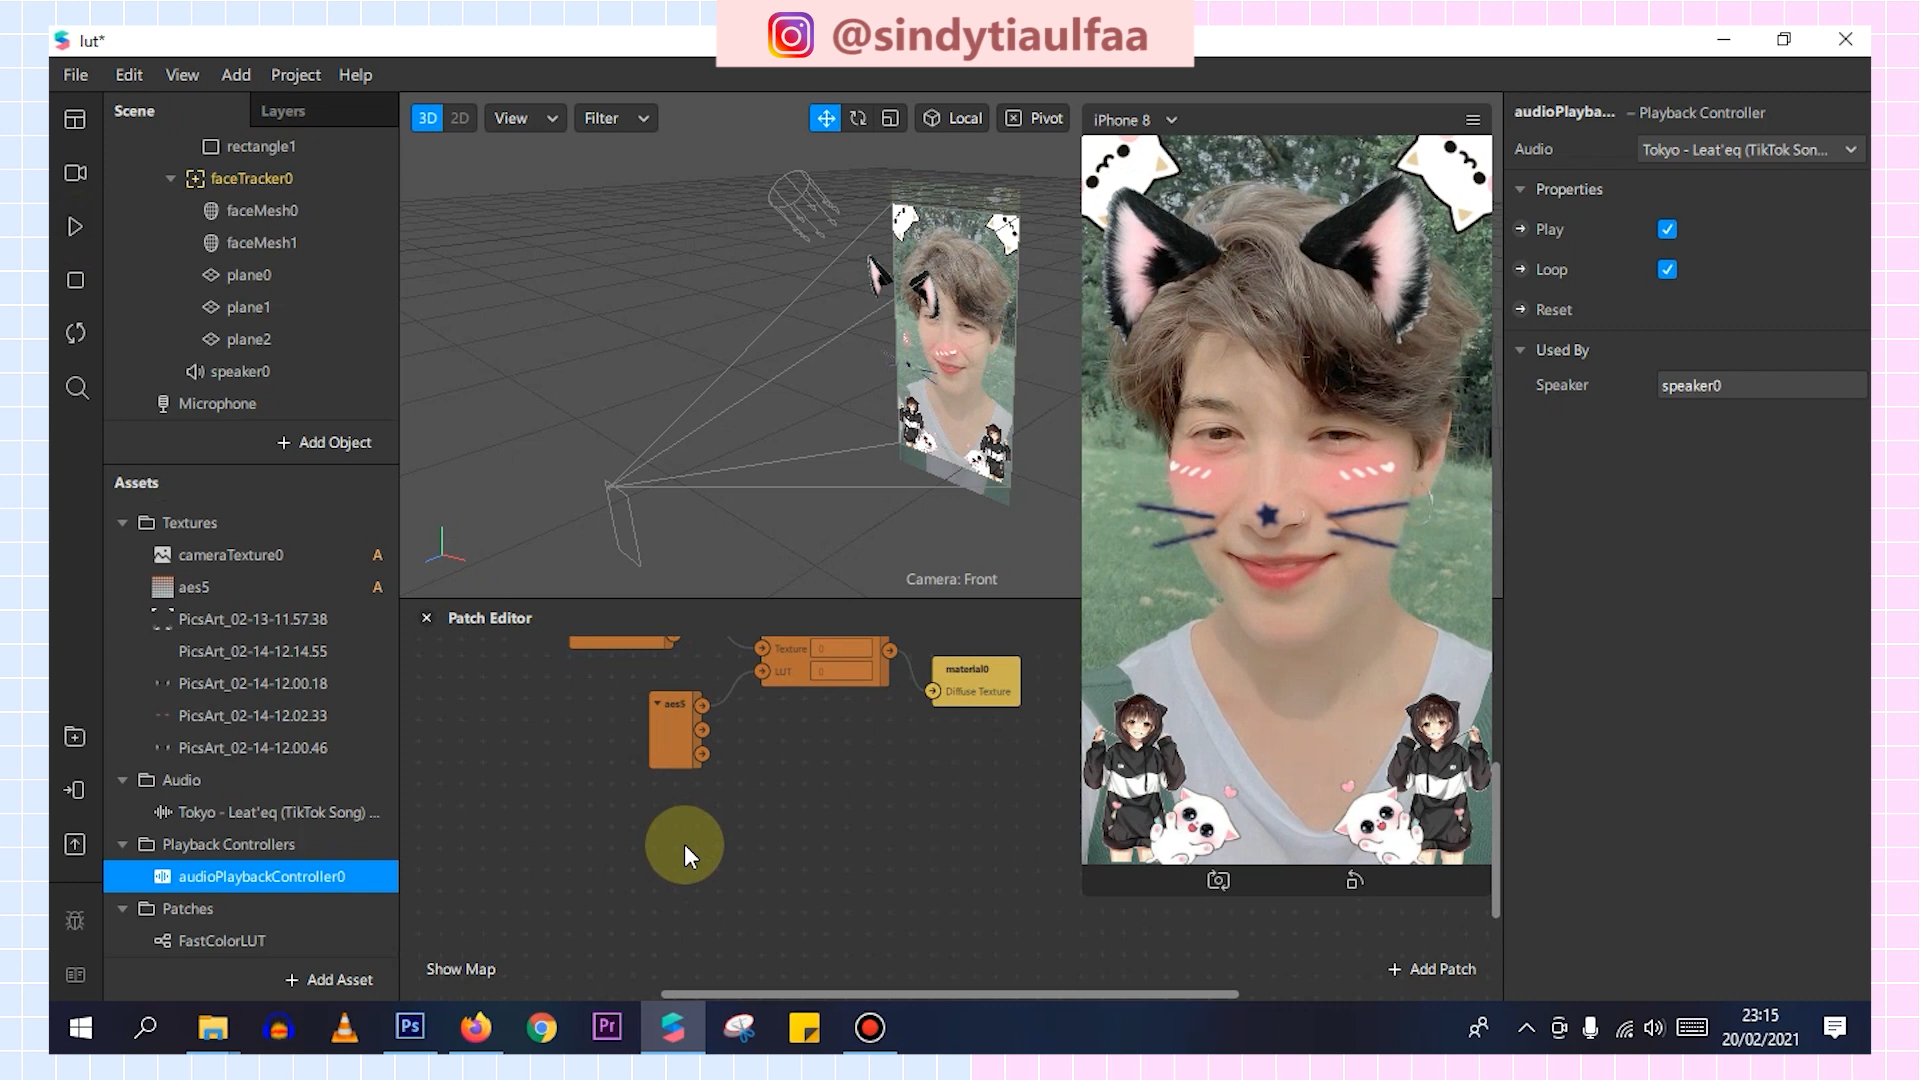 @sindytiaulfaa
lut*
File Edit View Add Project Help
Scene Layers
rectangle1
faceTracker0
faceMesh0
faceMesh1
plane0
plane1
plane2
speaker0
Microphone
+ Add Object
Assets
Textures
cameraTexture0 A
aes5 A
PicsArt_02-13-11.57.38
PicsArt_02-14-12.14.55
PicsArt_02-14-12.00.18
PicsArt_02-14-12.02.33
PicsArt_02-14-12.00.46
Audio
Tokyo - Leat'eq (TikTok Song) ...
Playback Controllers
audioPlaybackController0
Patches
FastColorLUT
+ Add Asset
3D 2D View Filter Local Pivot
Camera: Front
Patch Editor
Texture 0
LUT 0
aes5
material0
Diffuse Texture
Show Map
+ Add Patch
iPhone 8
audioPlayba... – Playback Controller
Audio Tokyo - Leat'eq (TikTok Son...
Properties
Play
Loop
Reset
Used By
Speaker speaker0
Ps
Pr
23:15
20/02/2021